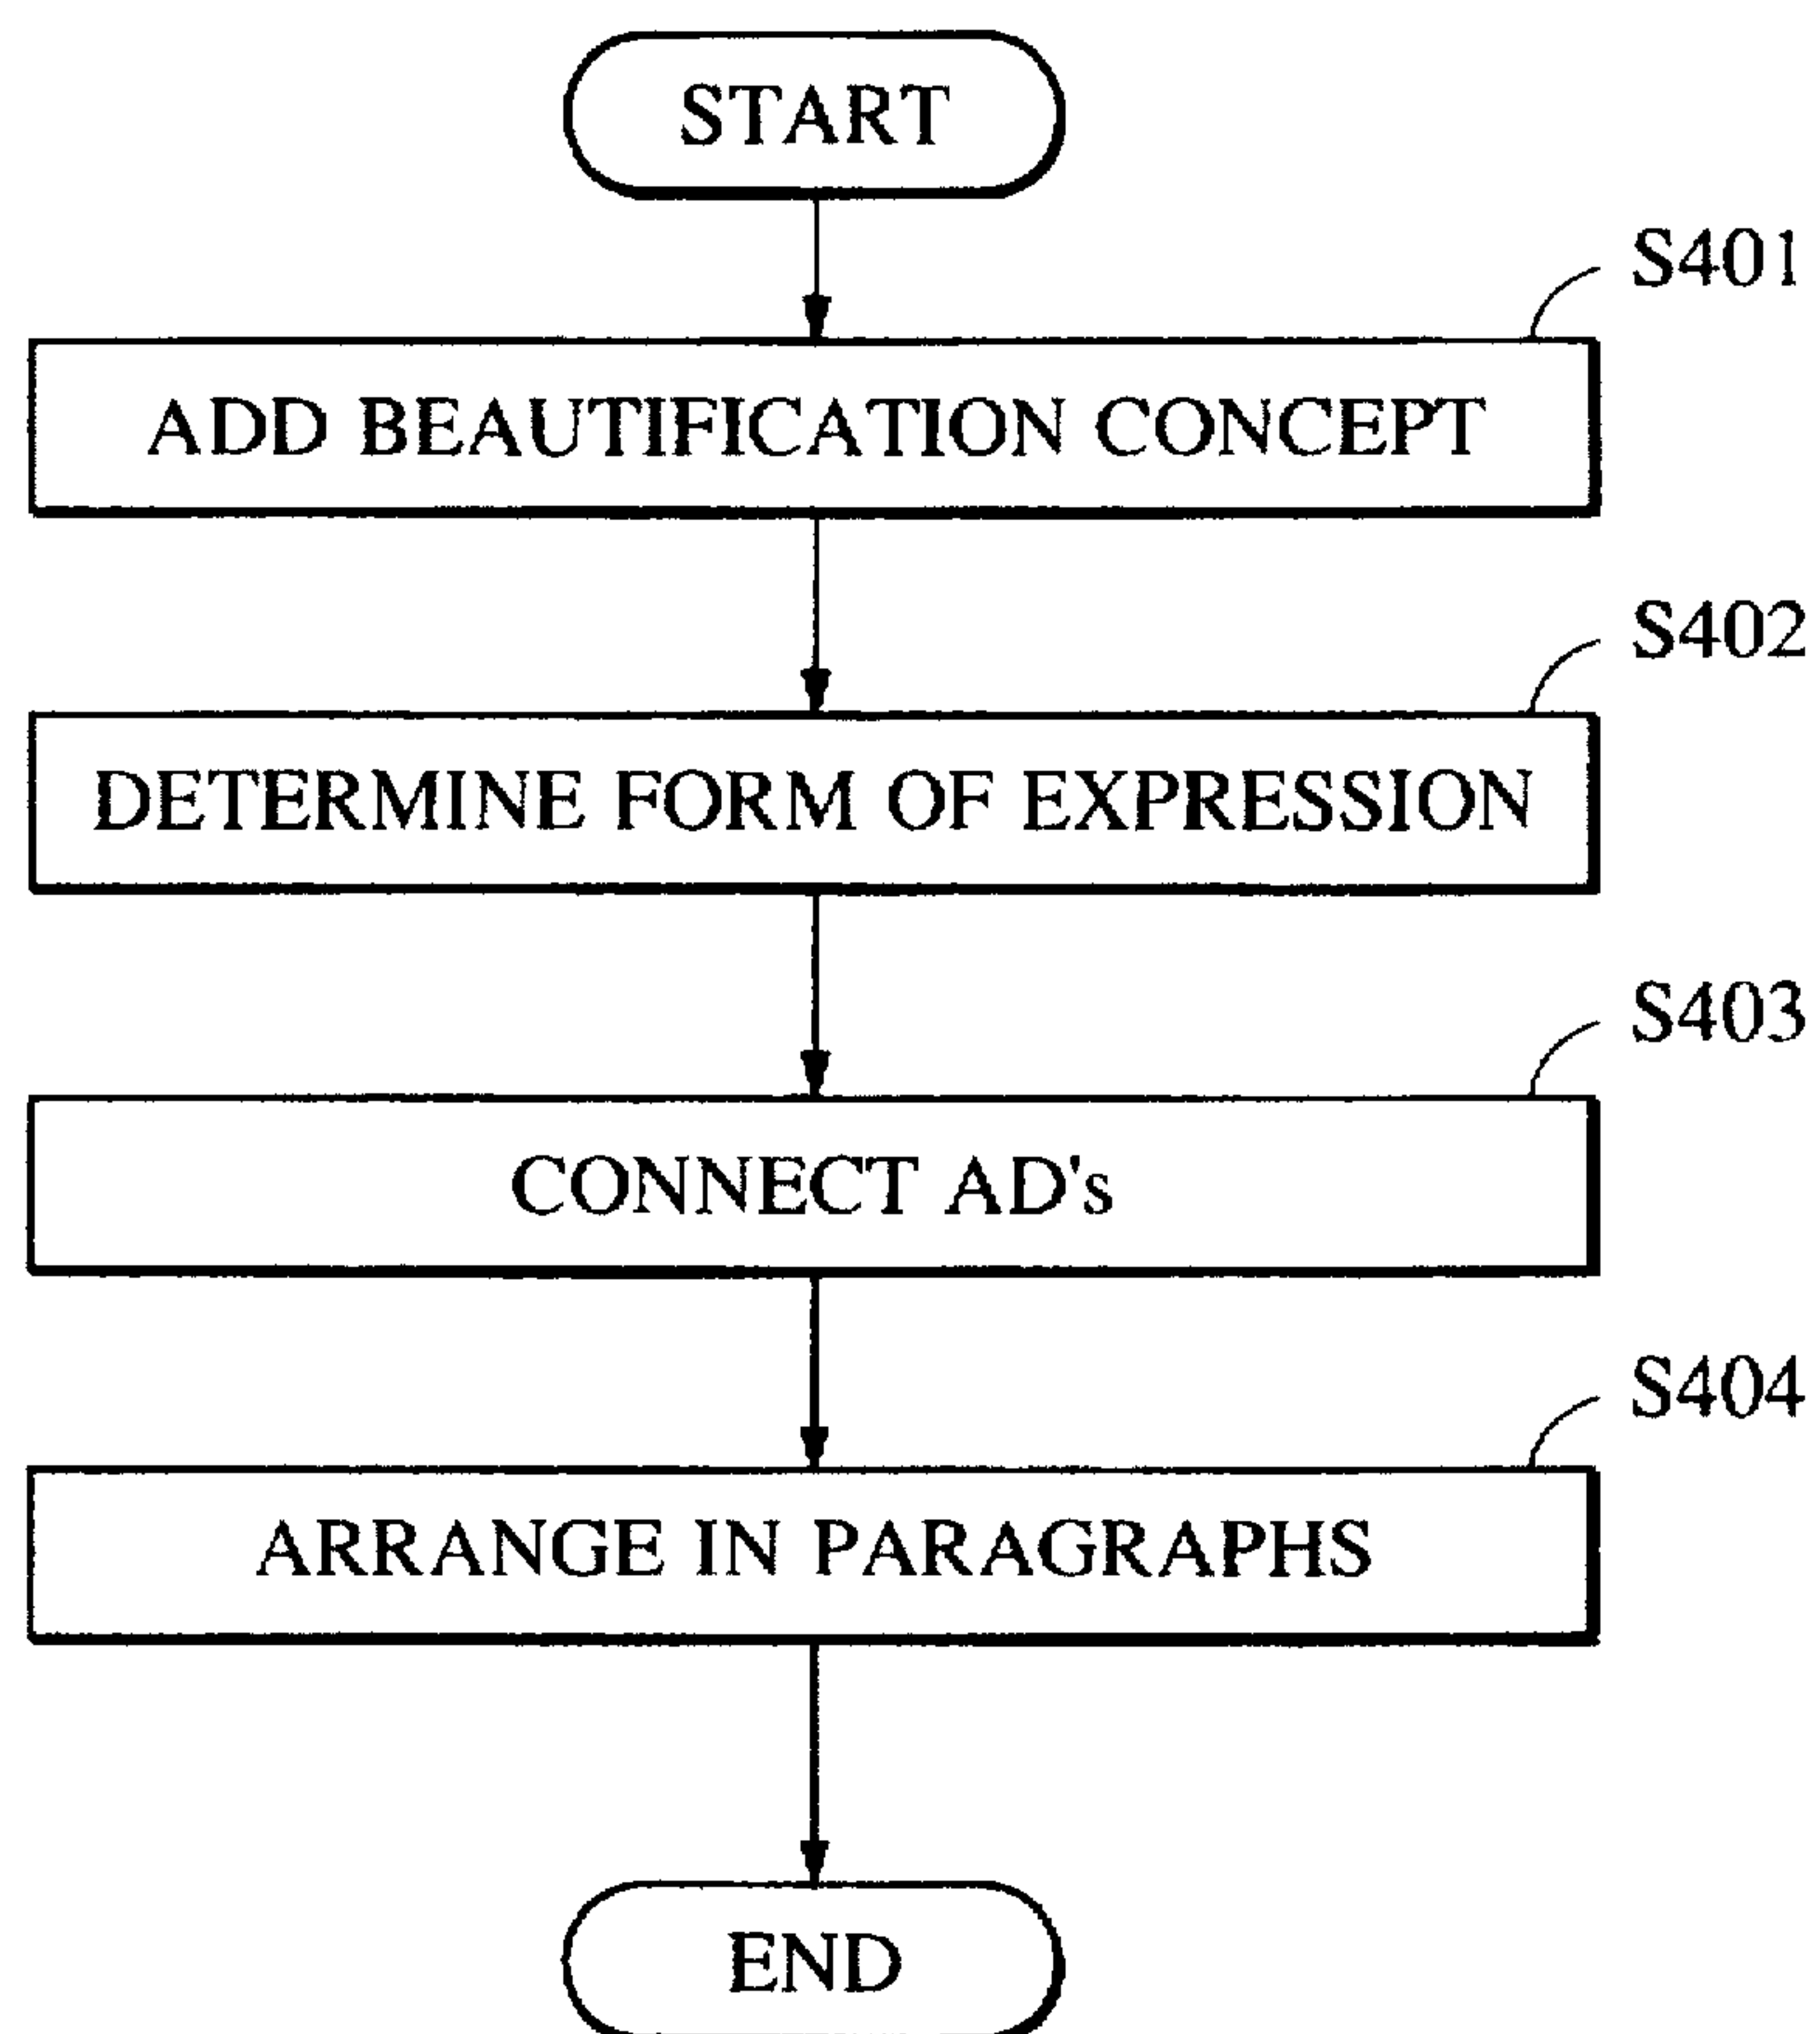 START
S401
ADD BEAUTIFICATION CONCEPT
S402
DETERMINE FORM OF EXPRESSION
S403
CONNECT AD's
S404
ARRANGE IN PARAGRAPHS
END